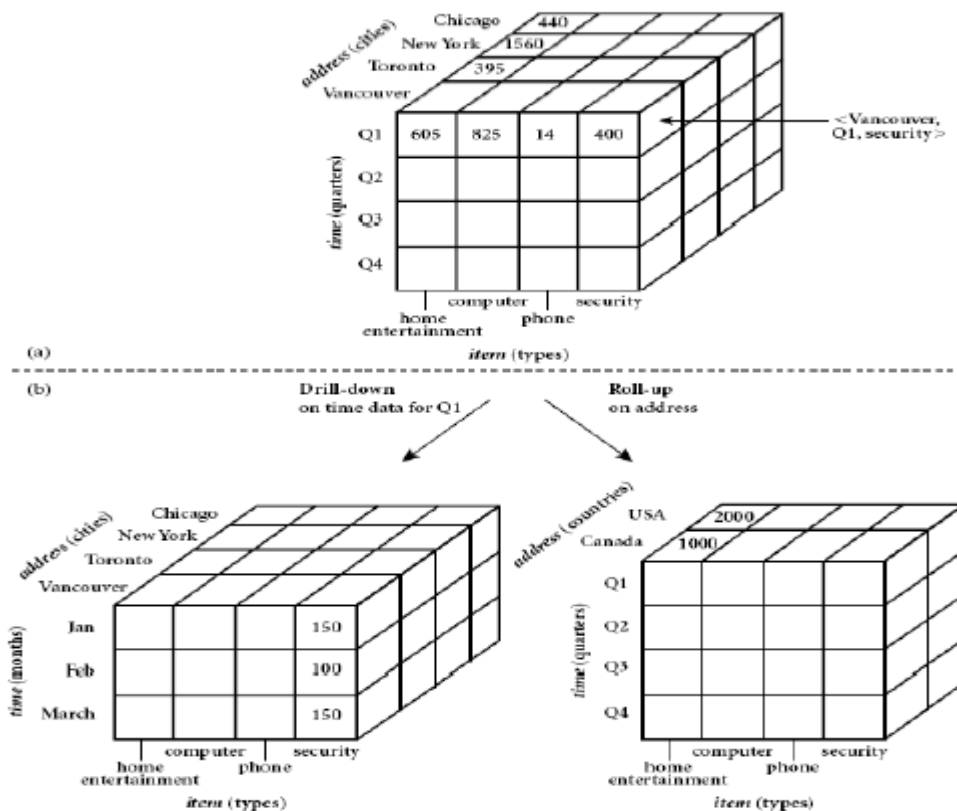 Chicago 440
New York 1560
Toronto 395
Vancouver
address (cities)
Q1 605 825 14 400
<Vancouver,
Q1, security>
Q2
Q3
Q4
time (quarters)
computer security
home phone
entertainment
item (types)
(a)
(b)
Drill-down
on time data for Q1
Roll-up
on address
Chicago
New York
Toronto
Vancouver
address (cities)
Jan 150
Feb 100
March 150
time (months)
computer security
home phone
entertainment
item (types)
address (countries)
USA 2000
Canada 1000
Q1
Q2
Q3
Q4
time (quarters)
computer security
home phone
entertainment
item (types)